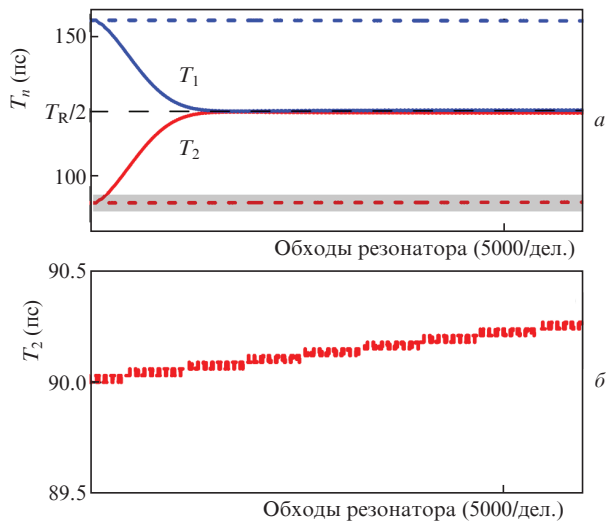 T_n (пс)
150
T_R/2
100
T_1
T_2
а
Обходы резонатора (5000/дел.)
T_2 (пс)
90.5
90.0
89.5
б
Обходы резонатора (5000/дел.)